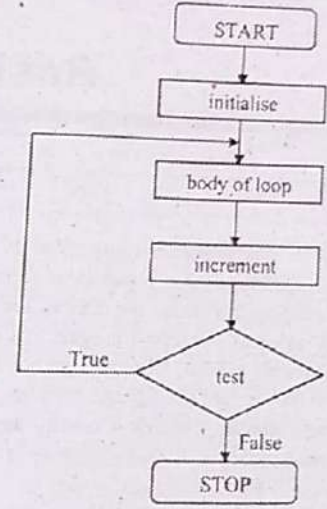 START
initialise
body of loop
increment
True
test
False
STOP